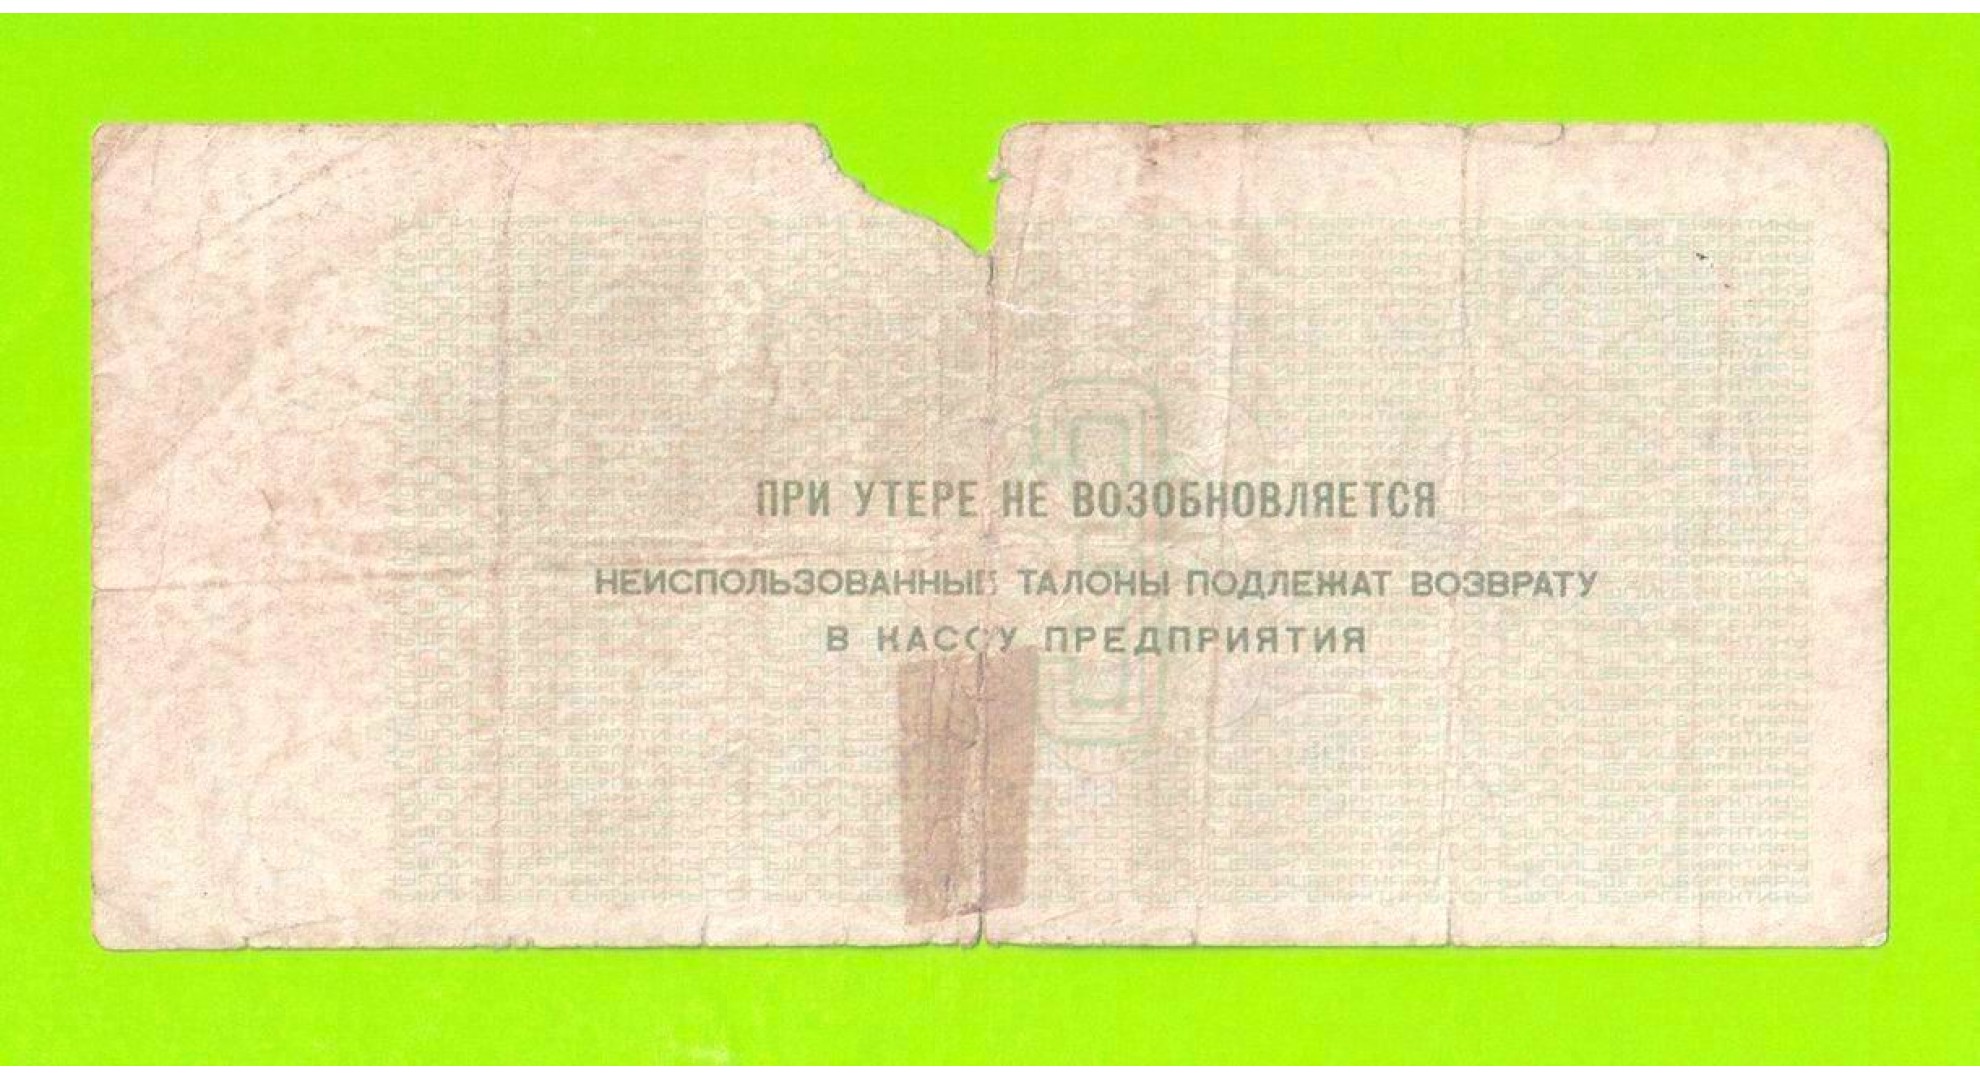 ПРИ УТЕРЕ НЕ ВОЗОБНОВЛЯЕТСЯ
НЕИСПОЛЬЗОВАННЫЕ ТАЛОНЫ ПОДЛЕЖАТ ВОЗВРАТУ
В КАССУ ПРЕДПРИЯТИЯ